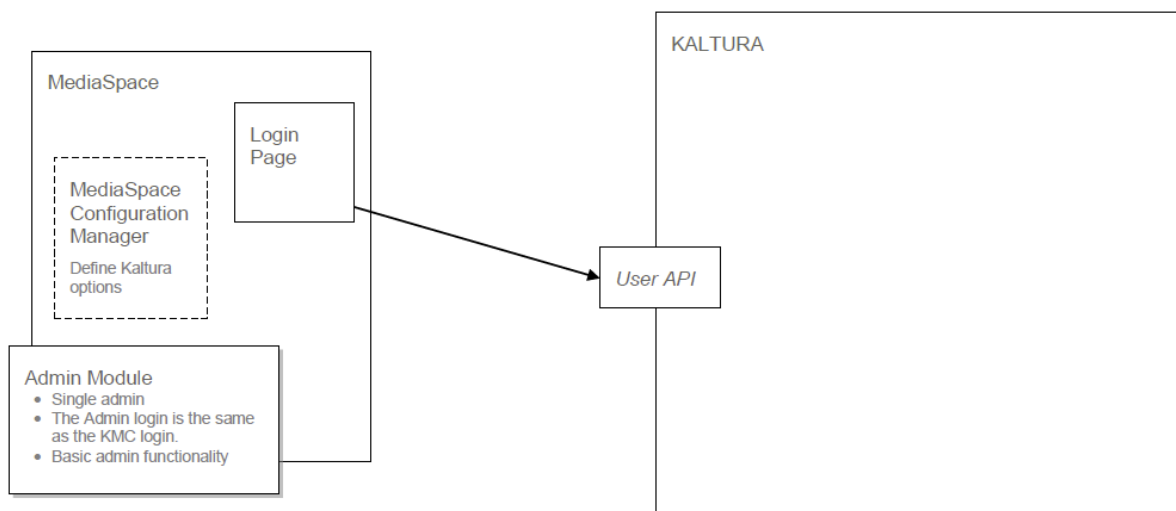 KALTURA
MediaSpace
Login
Page
MediaSpace
Configuration
Manager
Define Kaltura
options
User API
Admin Module
• Single admin
• The Admin login is the same
as the KMC login.
• Basic admin functionality